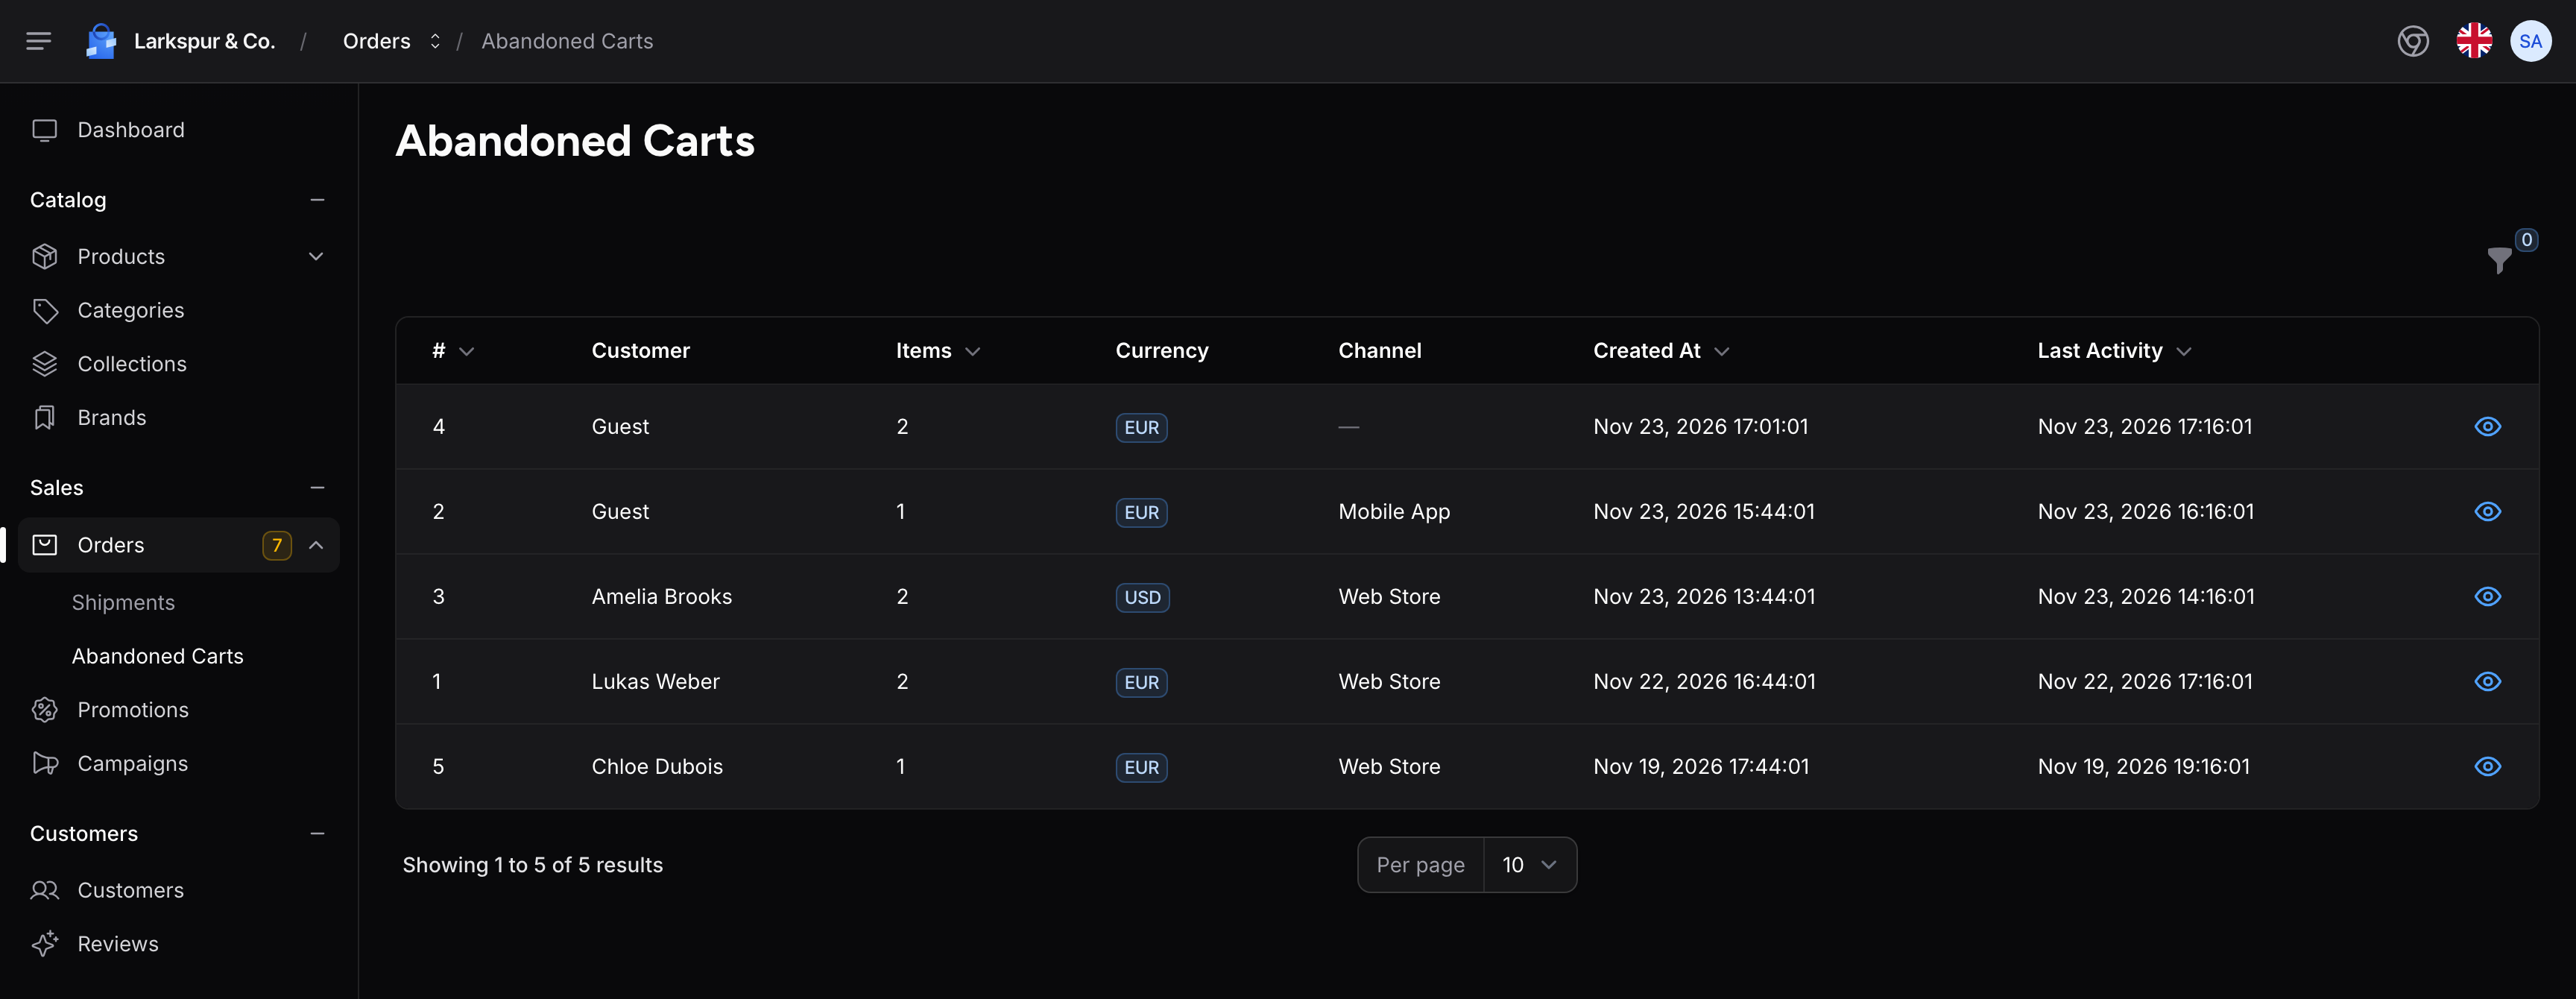 Larkspur & Co. / Orders / Abandoned Carts
SA
Dashboard
Catalog
Products
Categories
Collections
Brands
Sales
Orders 7
Shipments
Abandoned Carts
Promotions
Campaigns
Customers
Customers
Reviews
Abandoned Carts
0
# Customer Items Currency Channel Created At Last Activity
4 Guest 2 EUR — Nov 23, 2026 17:01:01 Nov 23, 2026 17:16:01
2 Guest 1 EUR Mobile App Nov 23, 2026 15:44:01 Nov 23, 2026 16:16:01
3 Amelia Brooks 2 USD Web Store Nov 23, 2026 13:44:01 Nov 23, 2026 14:16:01
1 Lukas Weber 2 EUR Web Store Nov 22, 2026 16:44:01 Nov 22, 2026 17:16:01
5 Chloe Dubois 1 EUR Web Store Nov 19, 2026 17:44:01 Nov 19, 2026 19:16:01
Showing 1 to 5 of 5 results
Per page 10